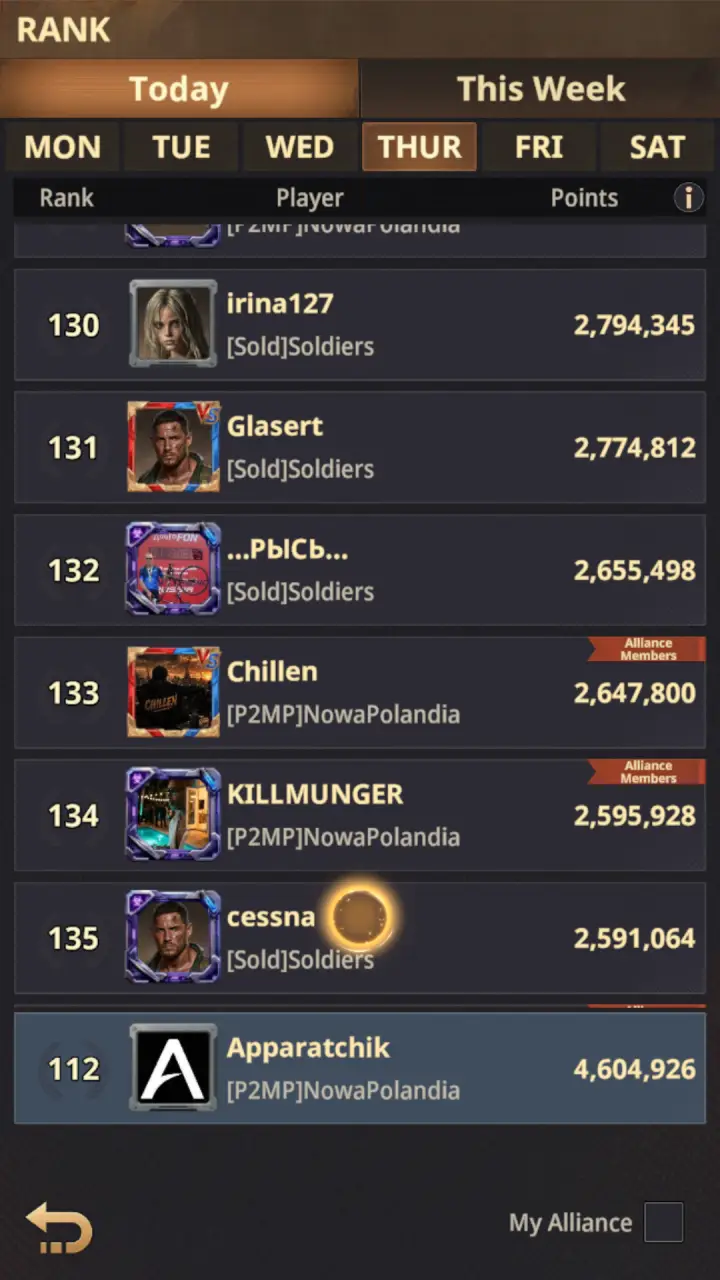 RANK
Today
This Week
MON
TUE
WED
THUR
FRI
SAT
Rank
Player
Points
[P2MP]NowaPolandia
130
irina127
[Sold]Soldiers
2,794,345
131
Glasert
[Sold]Soldiers
2,774,812
132
...РЫСЬ...
[Sold]Soldiers
2,655,498
Alliance
Members
133
CHILLEN
Chillen
[P2MP]NowaPolandia
2,647,800
Alliance
Members
134
KILLMUNGER
[P2MP]NowaPolandia
2,595,928
135
cessna
[Sold]Soldiers
2,591,064
112
Apparatchik
[P2MP]NowaPolandia
4,604,926
My Alliance